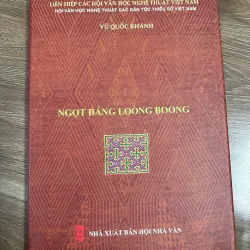 LIÊN HIỆP CÁC HỘI VĂN HỌC NGHỆ THUẬT VIỆT NAM
HỘI VĂN HỌC NGHỆ THUẬT CÁC DÂN TỘC THIỂU SỐ VIỆT NAM
VŨ QUỐC KHÁNH
NGỌT ĐẮNG LOỎNG BOỎNG
NHÀ XUẤT BẢN HỘI NHÀ VĂN